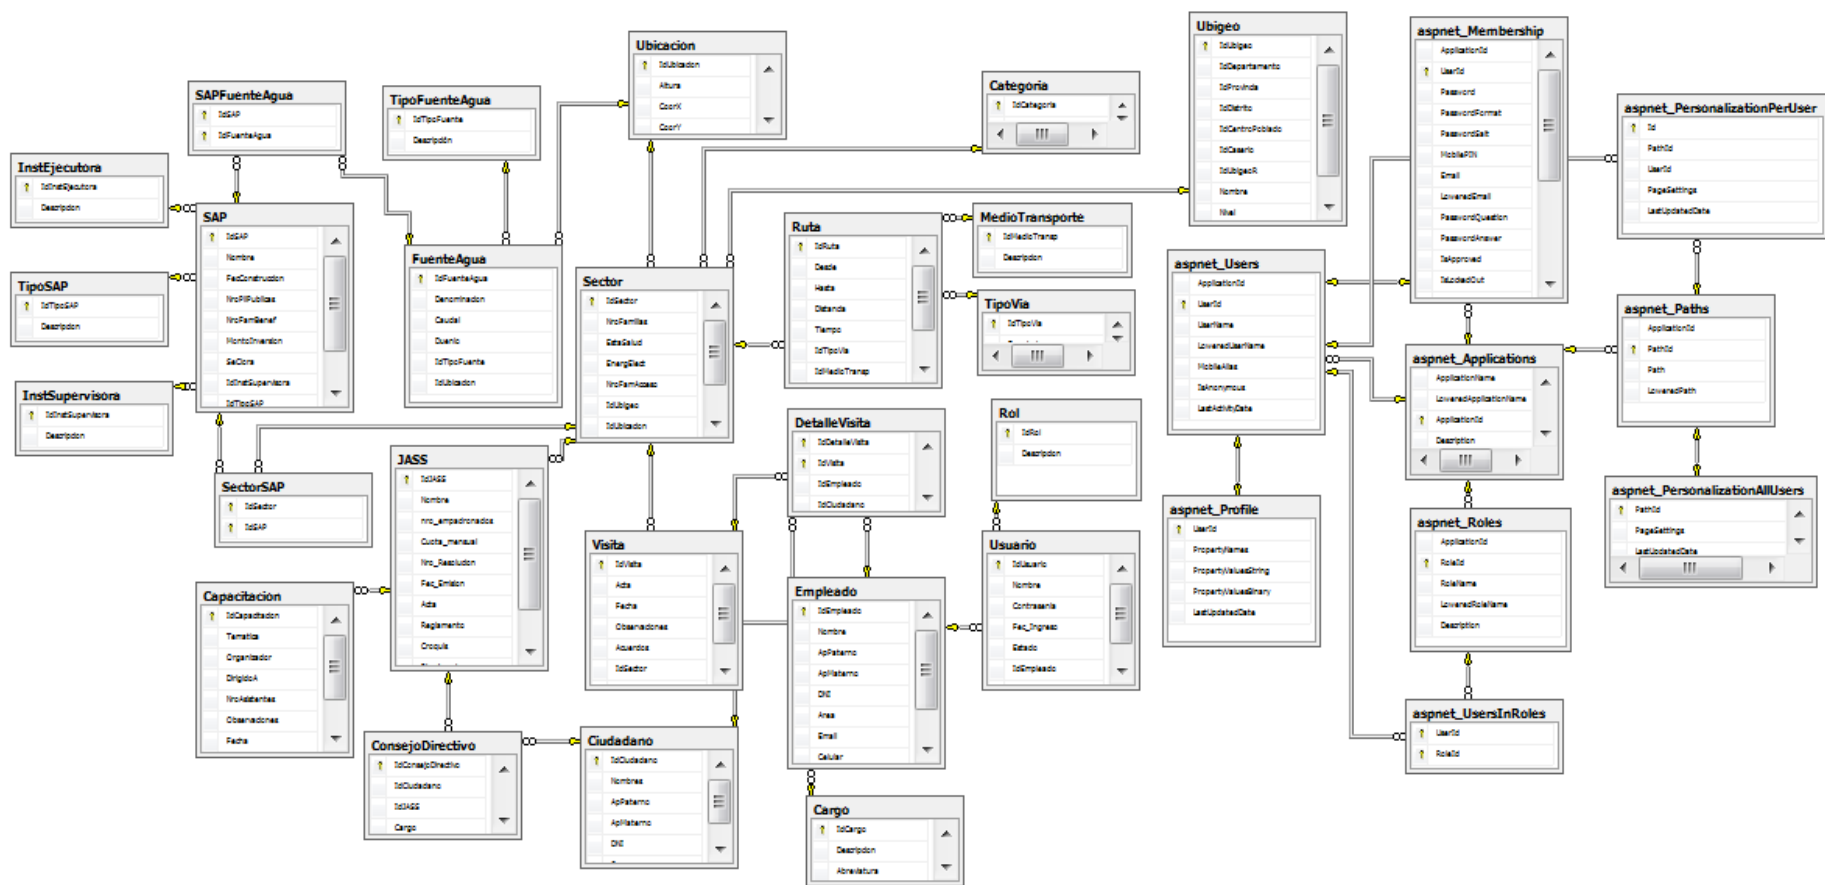 Ubicacion
IdUbicacion
Altura
CoorX
CoorY
Ubigeo
IdUbigeo
IdDepartamento
IdProvincia
IdDistrito
IdCentroPoblado
IdCaserio
IdUbigeoR
Nombre
Nivel
aspnet_Membership
ApplicationId
UserId
Password
PasswordFormat
PasswordSalt
MobilePIN
Email
LoweredEmail
PasswordQuestion
PasswordAnswer
IsApproved
IsLockedOut
SAPFuenteAgua
IdSAP
IdFuenteAgua
TipoFuenteAgua
IdTipoFuente
Descripción
Categoria
IdCategoria
aspnet_PersonalizationPerUser
Id
PathId
UserId
PageSettings
LastUpdatedDate
InstEjecutora
IdInstEjecutora
Descripcion
SAP
IdSAP
Nombre
FecConstruccion
NroPilPublicas
NroFamBenef
MontoInversion
SeClora
IdInstSupervisora
IdTipoSAP
TipoSAP
IdTipoSAP
Descripcion
InstSupervisora
IdInstSupervisora
Descripcion
FuenteAgua
IdFuenteAgua
Denominacion
Caudal
Duenio
IdTipoFuente
IdUbicacion
Sector
IdSector
NroFamilias
EstaSalud
EnergElect
NroFamAcceso
IdUbigeo
IdUbicacion
Ruta
IdRuta
Desde
Hasta
Distancia
Tiempo
IdTipoVia
IdMedioTransp
MedioTransporte
IdMedioTransp
Descripcion
TipoVia
IdTipoVia
aspnet_Users
ApplicationId
UserId
UserName
LoweredUserName
MobileAlias
IsAnonymous
LastActivityDate
aspnet_Paths
ApplicationId
PathId
Path
LoweredPath
aspnet_Applications
ApplicationName
LoweredApplicationName
ApplicationId
Description
SectorSAP
IdSector
IdSAP
JASS
IdJASS
Nombre
nro_empadronados
Cuota_mensual
Nro_Resolucion
Fec_Emision
Acta
Reglamento
Croquis
DetalleVisita
IdDetalleVisita
IdVisita
IdEmpleado
IdCiudadano
Rol
IdRol
Descripcion
aspnet_Profile
UserId
PropertyNames
PropertyValuesString
PropertyValuesBinary
LastUpdatedDate
aspnet_PersonalizationAllUsers
PathId
PageSettings
LastUpdatedDate
aspnet_Roles
ApplicationId
RoleId
RoleName
LoweredRoleName
Description
Capacitacion
IdCapacitacion
Tematica
Organizador
DirigidoA
NroAsistentes
Observaciones
Fecha
Visita
IdVisita
Acta
Fecha
Observaciones
Acuerdos
IdSector
Empleado
IdEmpleado
Nombre
ApPaterno
ApMaterno
DNI
Area
Email
Celular
Usuario
IdUsuario
Nombre
Contrasenia
Fec_Ingreso
Estado
IdEmpleado
aspnet_UsersInRoles
UserId
RoleId
ConsejoDirectivo
IdConsejoDirectivo
IdCiudadano
IdJASS
Cargo
Ciudadano
IdCiudadano
Nombres
ApPaterno
ApMaterno
DNI
Cargo
IdCargo
Descripcion
Abreviatura